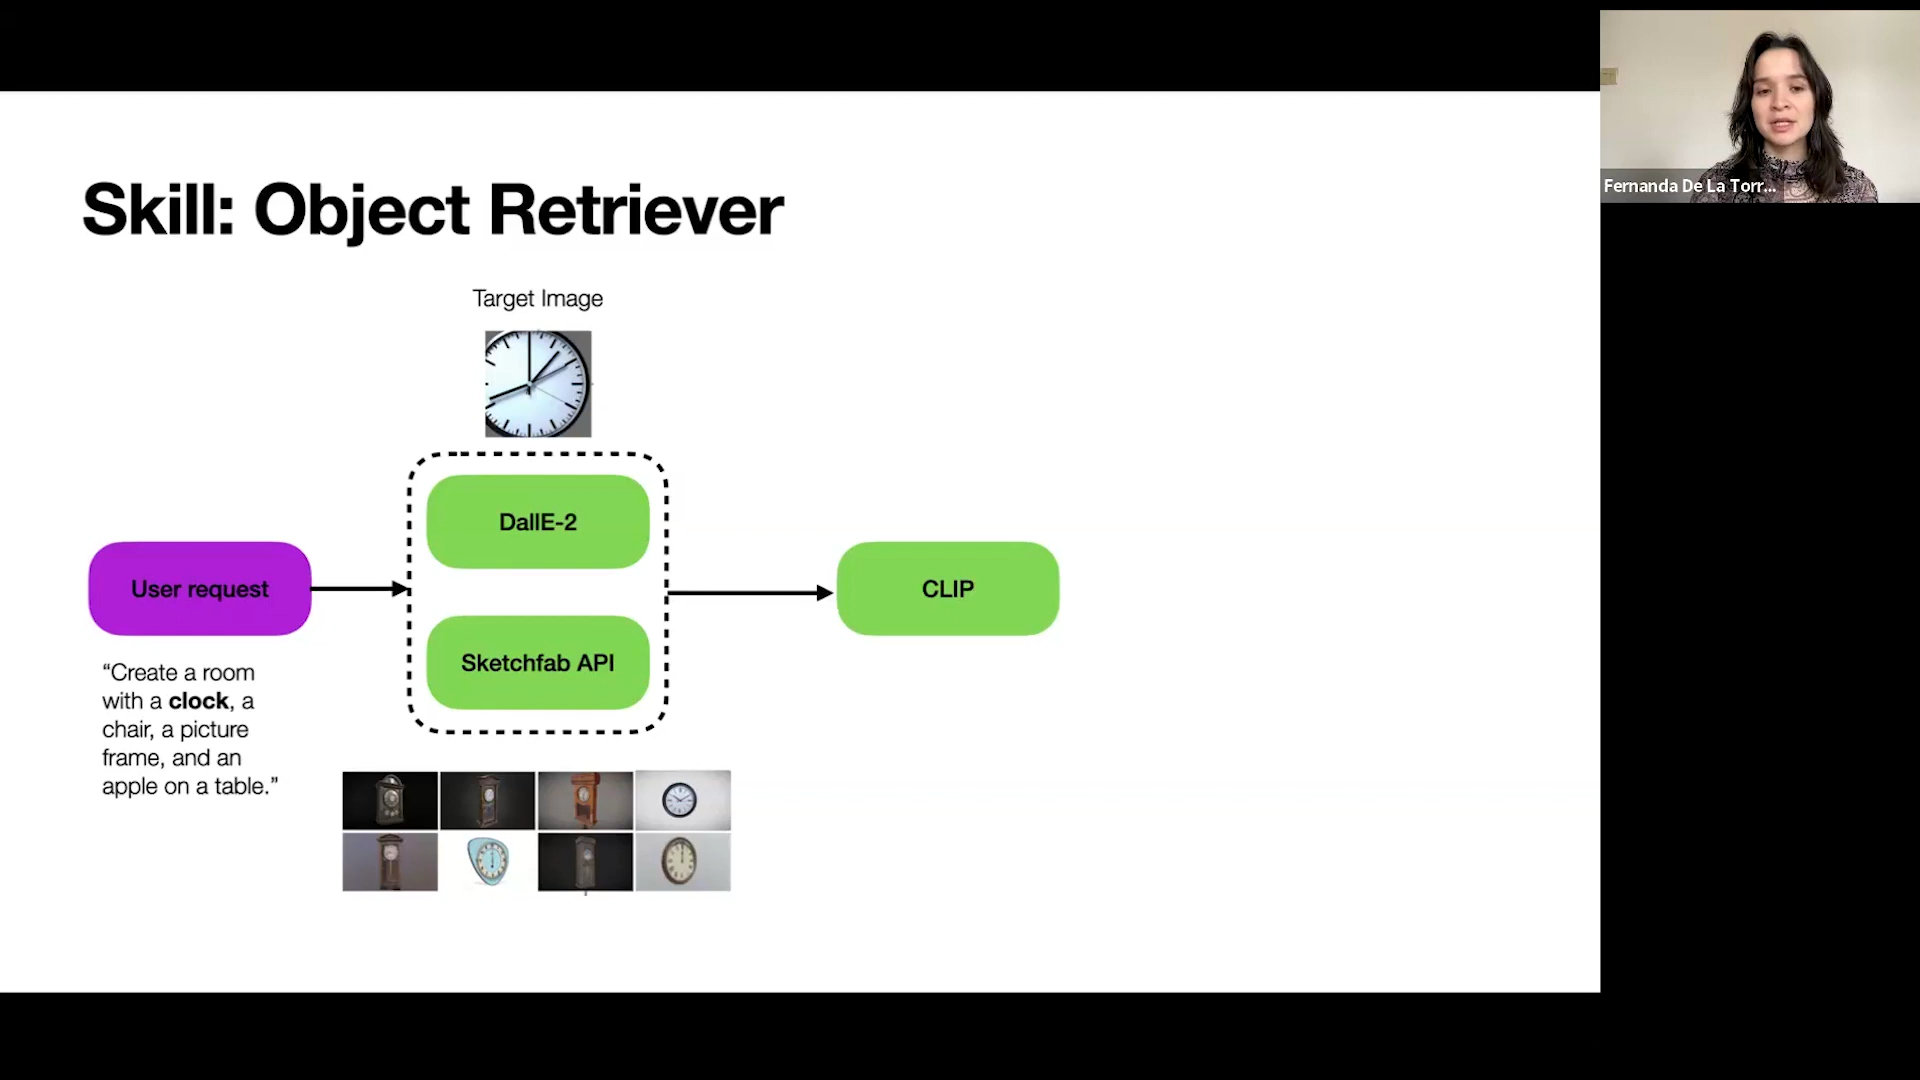 Skill: Object Retriever
Target Image
DallE-2
User request
CLIP
Sketchfab API
“Create a room
with a clock, a
chair, a picture
frame, and an
apple on a table.”
Fernanda De La Torr...